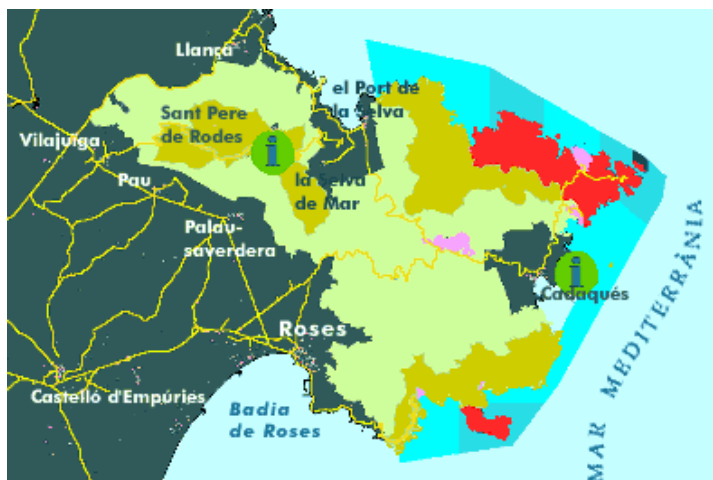 Llançà
el Port de
la Selva
Sant Pere
de Rodes
Vilajuïga
i
Pau
la Selva
de Mar
Palau-
saverdera
i
Cadaqués
Roses
Castelló d'Empúries
Badia
de Roses
MAR MEDITERRÀNIA